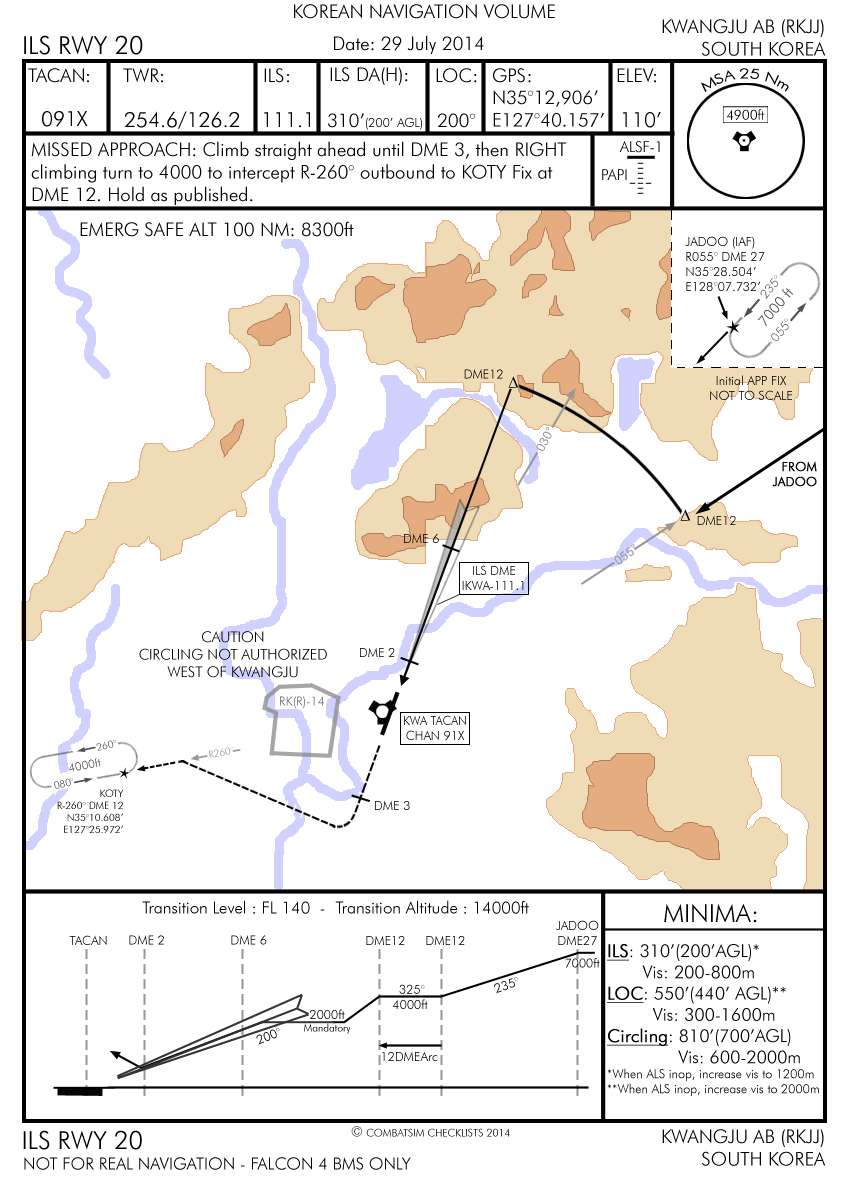 KOREAN NAVIGATION VOLUME
ILS RWY 20
Date: 29 July 2014
KWANGJU AB (RKJJ)
SOUTH KOREA
TACAN:
091X
TWR:
254.6/126.2
ILS:
111.1
ILS DA(H):
310'(200' AGL)
LOC:
200°
GPS:
N35°12,906'
E127°40.157'
ELEV:
110'
MSA 25 Nm
4900ft
MISSED APPROACH: Climb straight ahead until DME 3, then RIGHT
climbing turn to 4000 to intercept R-260° outbound to KOTY Fix at
DME 12. Hold as published.
ALSF-1
PAPI
EMERG SAFE ALT 100 NM: 8300ft
JADOO (IAF)
R055° DME 27
N35°28.504'
E128°07.732'
235°
7000 ft
055°
Initial APP FIX
NOT TO SCALE
DME12
030°
FROM
JADOO
DME12
055°
DME 6
ILS DME
IKWA-111.1
CAUTION
CIRCLING NOT AUTHORIZED
WEST OF KWANGJU
DME 2
RK(R)-14
KWA TACAN
CHAN 91X
R260°
260°
4000ft
080°
KOTY
R-260° DME 12
N35°10.608'
E127°25.972'
DME 3
Transition Level : FL 140 - Transition Altitude : 14000ft
TACAN
DME 2
DME 6
DME12
DME12
JADOO
DME27
7000ft
325°
4000ft
235°
2000ft
Mandatory
200°
12DMEArc
MINIMA:
ILS: 310'(200'AGL)*
Vis: 200-800m
LOC: 550'(440' AGL)**
Vis: 300-1600m
Circling: 810'(700'AGL)
Vis: 600-2000m
*When ALS inop, increase vis to 1200m
**When ALS inop, increase vis to 2000m
ILS RWY 20
© COMBATSIM CHECKLISTS 2014
KWANGJU AB (RKJJ)
NOT FOR REAL NAVIGATION - FALCON 4 BMS ONLY
SOUTH KOREA